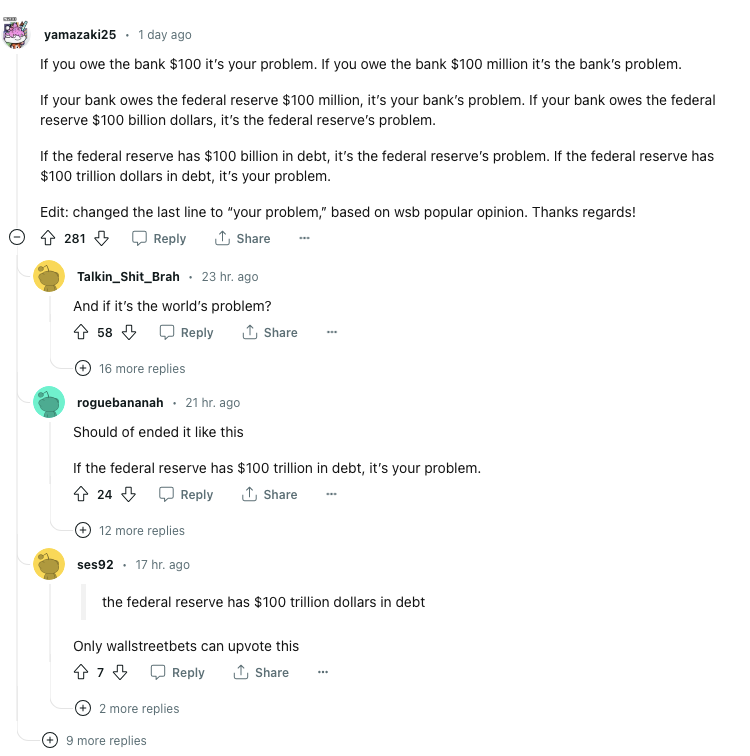 yamazaki25 • 1 day ago
If you owe the bank $100 it's your problem. If you owe the bank $100 million it's the bank's problem.
If your bank owes the federal reserve $100 million, it's your bank's problem. If your bank owes the federal
reserve $100 billion dollars, it's the federal reserve's problem.
If the federal reserve has $100 billion in debt, it's the federal reserve's problem. If the federal reserve has
$100 trillion dollars in debt, it's your problem.
Edit: changed the last line to “your problem,” based on wsb popular opinion. Thanks regards!
281 Reply Share ···
Talkin_Shit_Brah • 23 hr. ago
And if it's the world's problem?
58 Reply Share ···
16 more replies
roguebananah • 21 hr. ago
Should of ended it like this
If the federal reserve has $100 trillion in debt, it's your problem.
24 Reply Share ···
12 more replies
ses92 • 17 hr. ago
the federal reserve has $100 trillion dollars in debt
Only wallstreetbets can upvote this
7 Reply Share ···
2 more replies
9 more replies